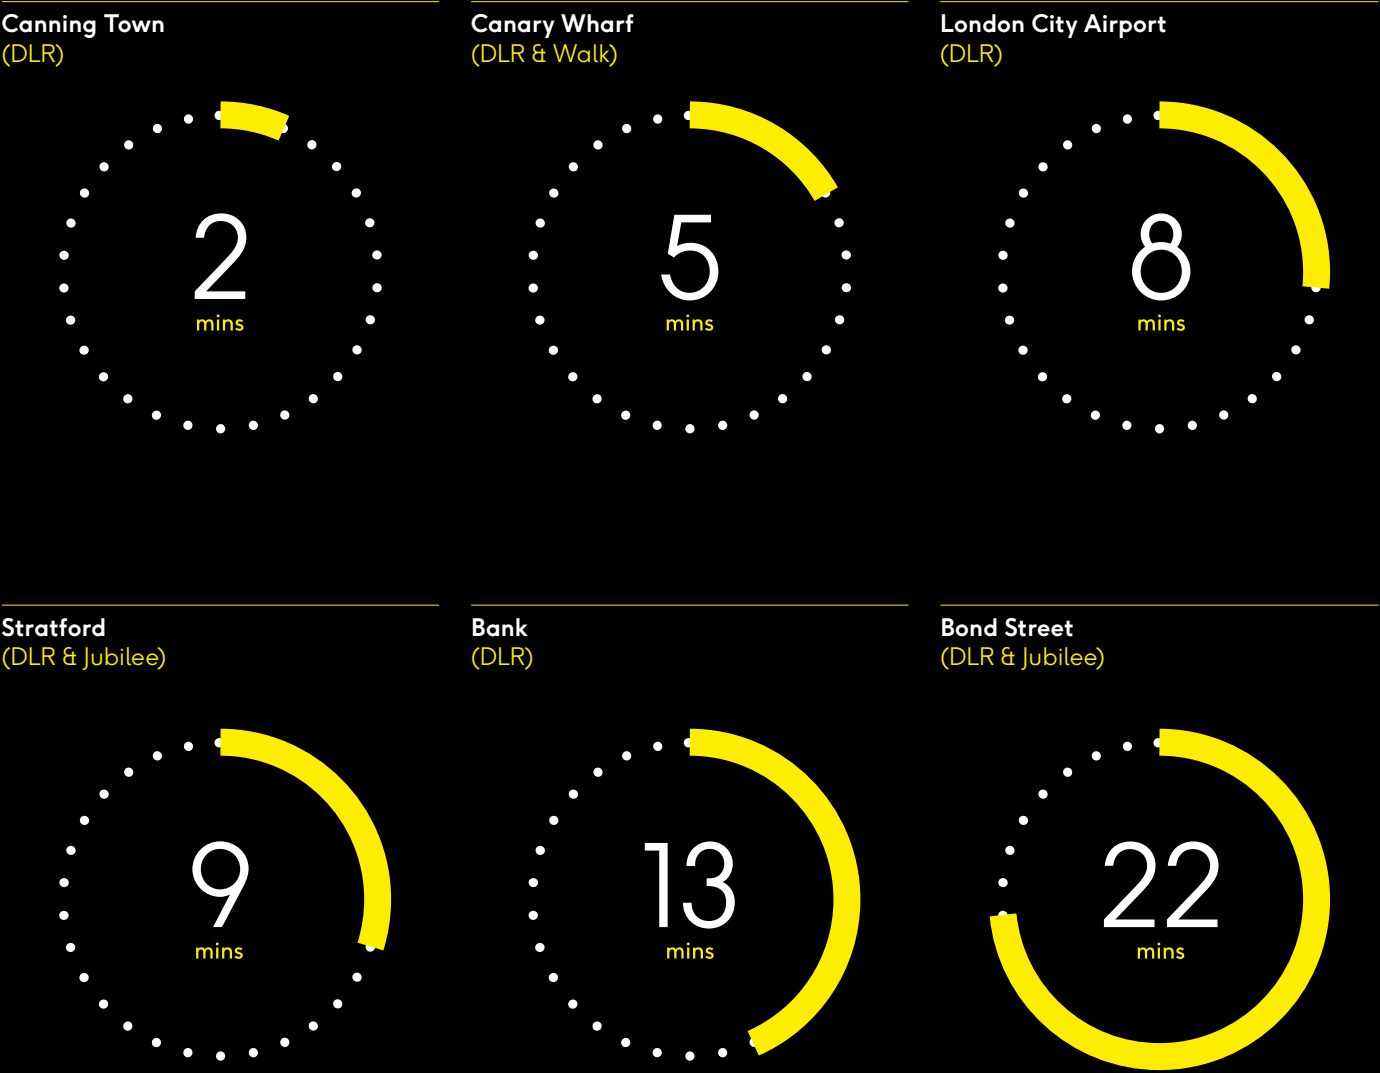 Canning Town
(DLR)
2
mins
Canary Wharf
(DLR & Walk)
5
mins
London City Airport
(DLR)
8
mins
Stratford
(DLR & Jubilee)
9
mins
Bank
(DLR)
13
mins
Bond Street
(DLR & Jubilee)
22
mins